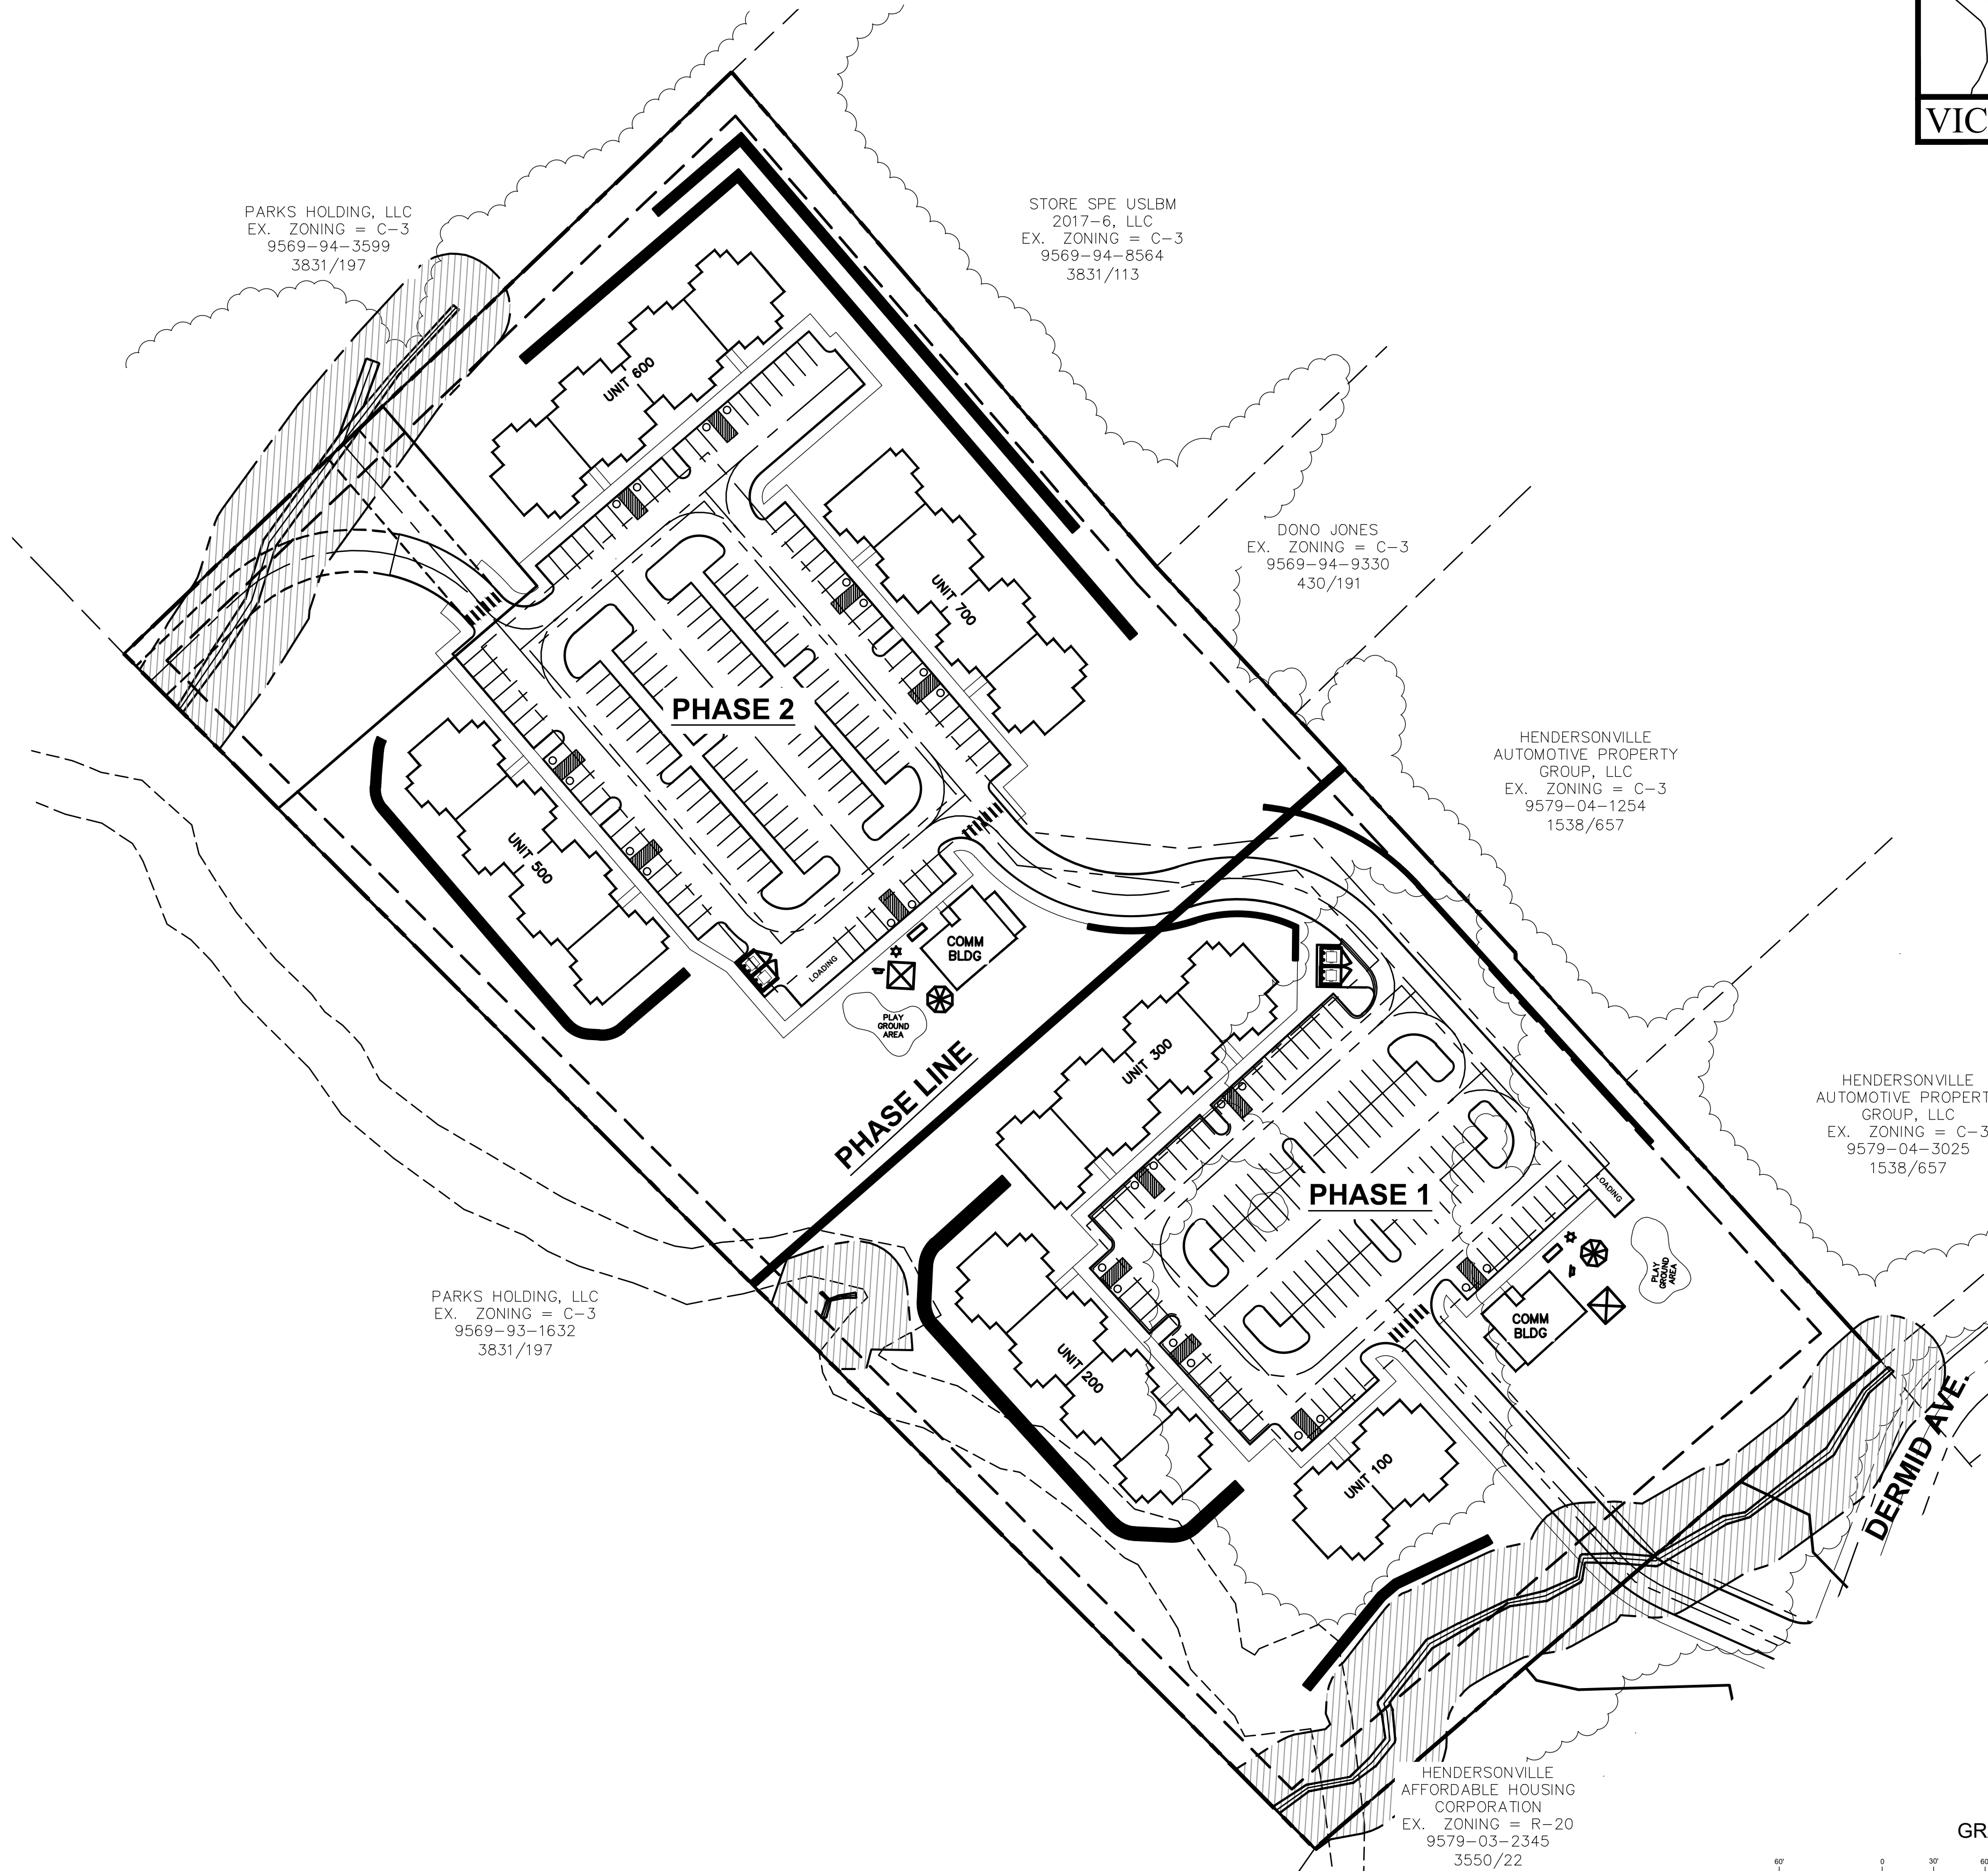 VIC
PARKS HOLDING, LLC
EX. ZONING = C-3
9569-94-3599
3831/197
STORE SPE USLBM
2017-6, LLC
EX. ZONING = C-3
9569-94-8564
3831/113
UNIT 600
DONO JONES
EX. ZONING = C-3
9569-94-9330
430/191
UNIT 700
PHASE 2
HENDERSONVILLE
AUTOMOTIVE PROPERTY
GROUP, LLC
EX. ZONING = C-3
9579-04-1254
1538/657
UNIT 500
COMM
BLDG
LOADING
PLAY
GROUND
AREA
PHASE LINE
UNIT 300
HENDERSONVILLE
AUTOMOTIVE PROPERT
GROUP, LLC
EX. ZONING = C-3
9579-04-3025
1538/657
PHASE 1
LOADING
PLAY
GROUND
AREA
COMM
BLDG
PARKS HOLDING, LLC
EX. ZONING = C-3
9569-93-1632
3831/197
UNIT 200
UNIT 100
DERMID AVE.
HENDERSONVILLE
AFFORDABLE HOUSING
CORPORATION
EX. ZONING = R-20
9579-03-2345
3550/22
GR
60' 0 30' 60